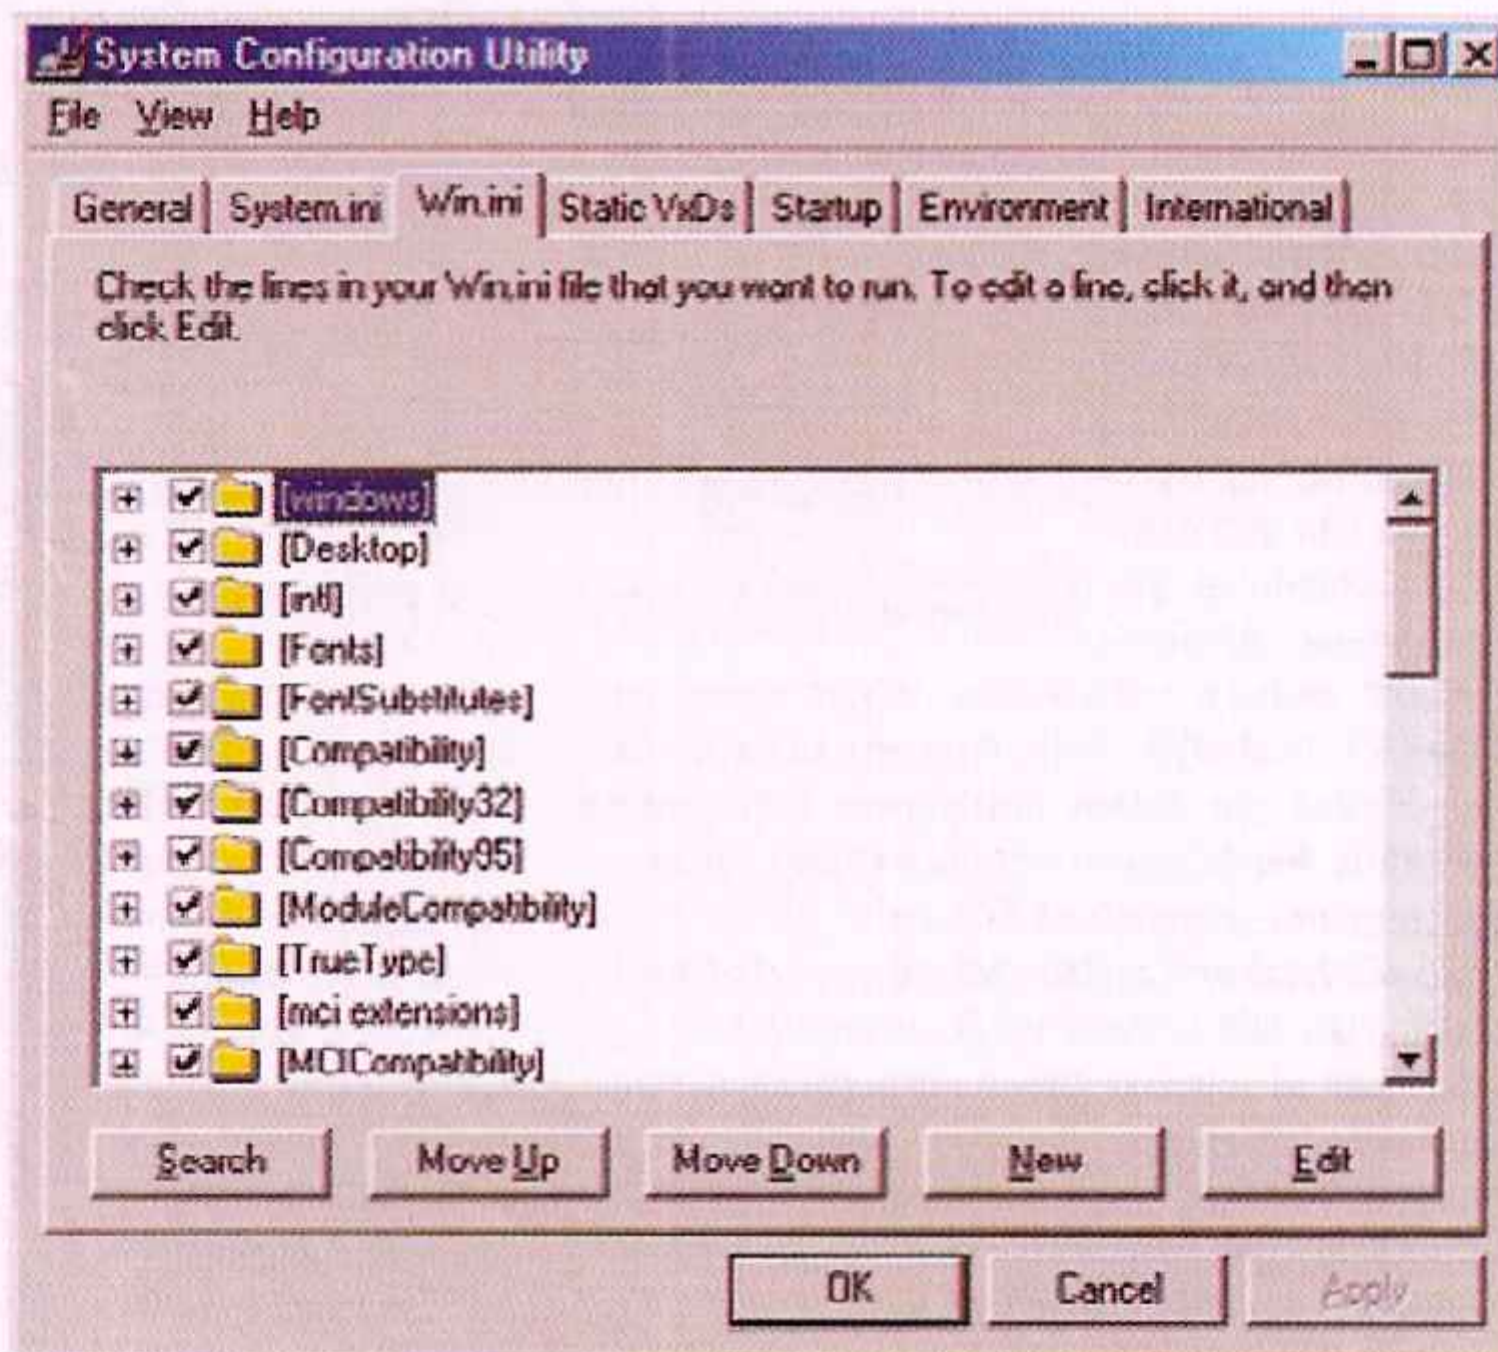 System Configuration Utility
File View Help
General System.ini Win.ini Static VxDs Startup Environment International
Check the lines in your Win.ini file that you want to run. To edit a line, click it, and then
click Edit.
[windows]
[Desktop]
[intl]
[Fonts]
[FontSubstitutes]
[Compatibility]
[Compatibility32]
[Compatibility95]
[ModuleCompatibility]
[TrueType]
[mci extensions]
[MCICompatibility]
Search Move Up Move Down New Edit
OK Cancel Apply